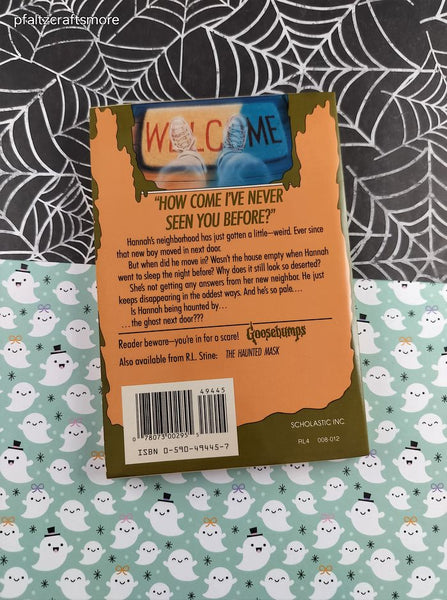 pfaltzcraftsmore
WELCOME
"HOW COME I'VE NEVER
SEEN YOU BEFORE?"
Hannah's neighborhood has just gotten a little—weird. Ever since
that new boy moved in next door.
But when did he move in? Wasn't the house empty when Hannah
went to sleep the night before? Why does it still look so deserted?
She's not getting any answers from her new neighbor. He just
keeps disappearing in the oddest ways. And he's so pale...
Is Hannah being haunted by...
...the ghost next door???
Reader beware—you're in for a scare! Goosebumps
Also available from R.L. Stine: THE HAUNTED MASK
49445
0 78073 00295
ISBN 0-590-49445-7
SCHOLASTIC INC.
RL4 008-012